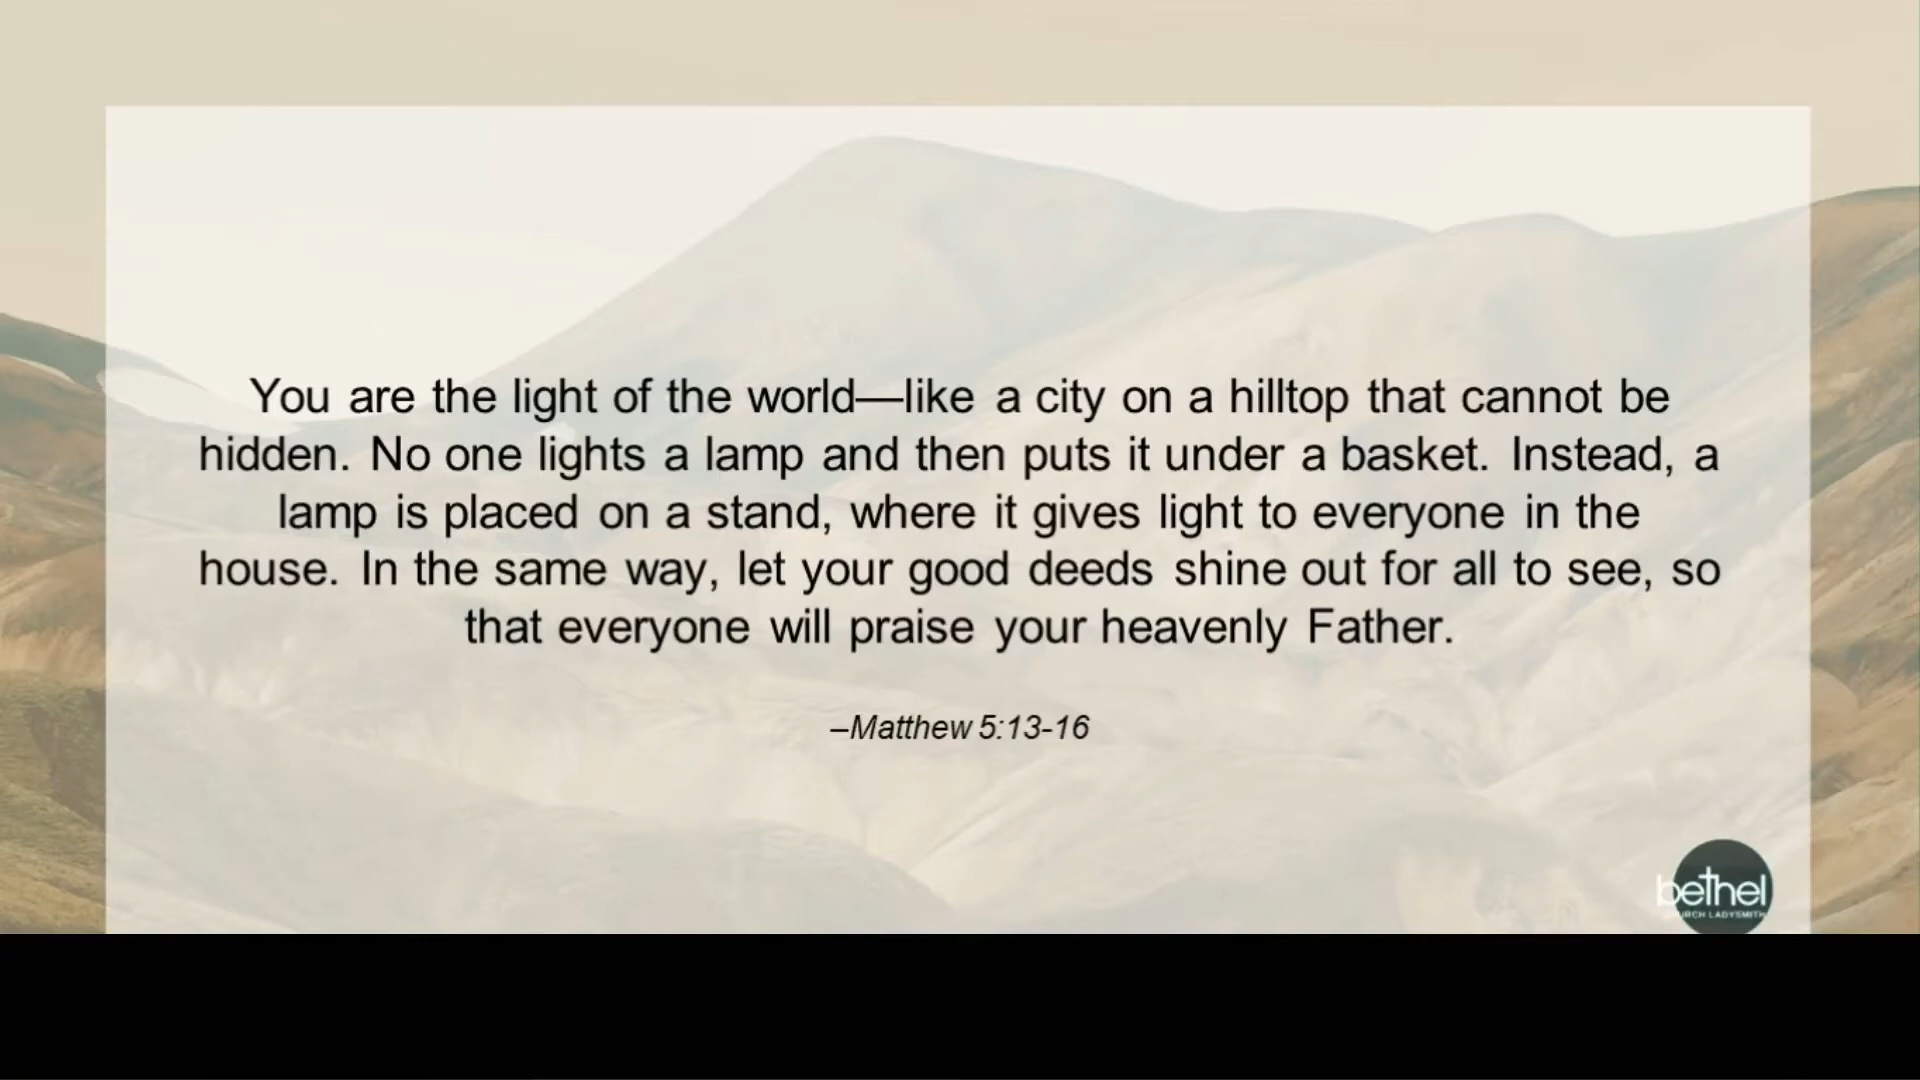 You are the light of the world—like a city on a hilltop that cannot be
hidden. No one lights a lamp and then puts it under a basket. Instead, a
lamp is placed on a stand, where it gives light to everyone in the
house. In the same way, let your good deeds shine out for all to see, so
that everyone will praise your heavenly Father.
–Matthew 5:13-16
bethel
LADYSMITH